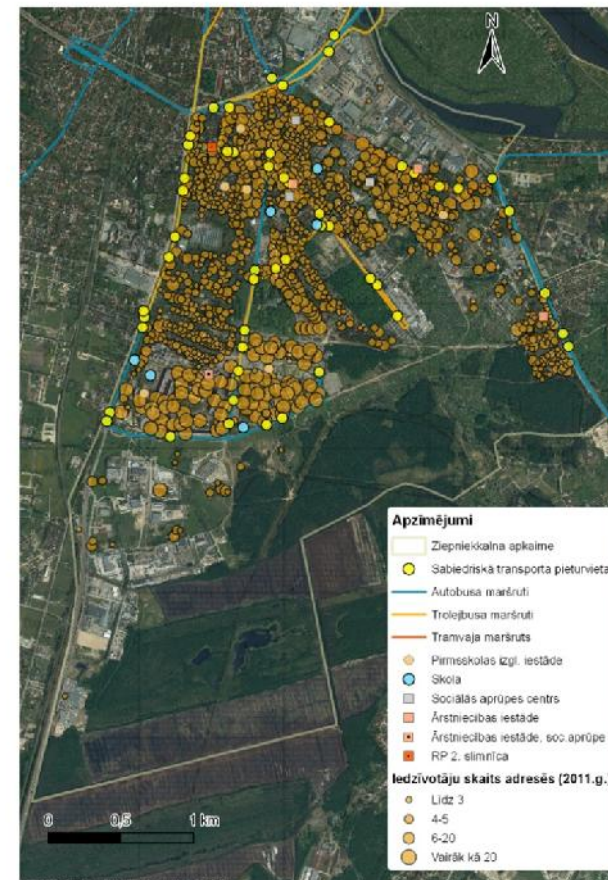 N
Apzīmējumi
Ziepniekkalna apkaime
Sabiedriskā transporta pieturvieta
Autobusa maršruti
Trolejbusa maršruti
Tramvaja maršruts
Pirmsskolas izgl. iestāde
Skola
Sociālās aprūpes centrs
Ārstniecības iestāde
Ārstniecības iestāde, soc.aprūpe
RP 2. slimnīca
Iedzīvotāju skaits adresēs (2011.g.)
Līdz 3
4-5
6-20
Vairāk kā 20
0 0,5 1 km